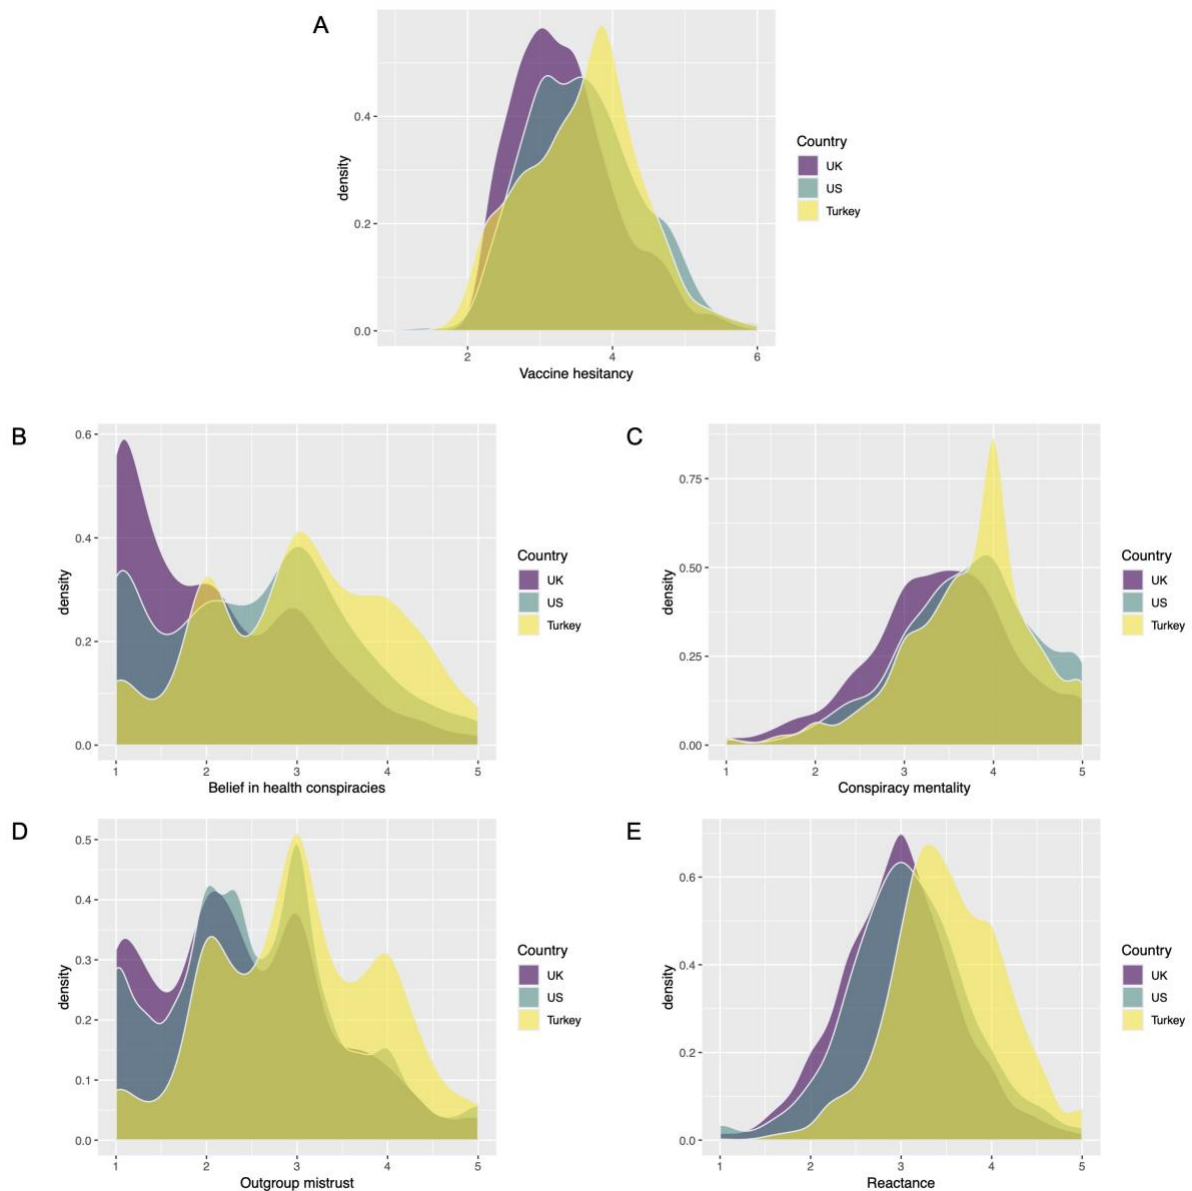 A
density
0.4
0.2
0.0
2
4
6
Vaccine hesitancy
Country
UK
US
Turkey
B
density
0.6
0.4
0.2
0.0
1
2
3
4
5
Belief in health conspiracies
Country
UK
US
Turkey
C
density
0.75
0.50
0.25
0.00
1
2
3
4
5
Conspiracy mentality
Country
UK
US
Turkey
D
density
0.5
0.4
0.3
0.2
0.1
0.0
1
2
3
4
5
Outgroup mistrust
Country
UK
US
Turkey
E
density
0.6
0.4
0.2
0.0
1
2
3
4
5
Reactance
Country
UK
US
Turkey